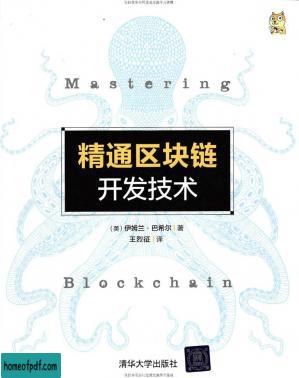 Mastering
精通区块链
开发技术
（美）伊姆兰·巴希尔 著
王烈征 译
Blockchain
清华大学出版社
homeofpdf.com